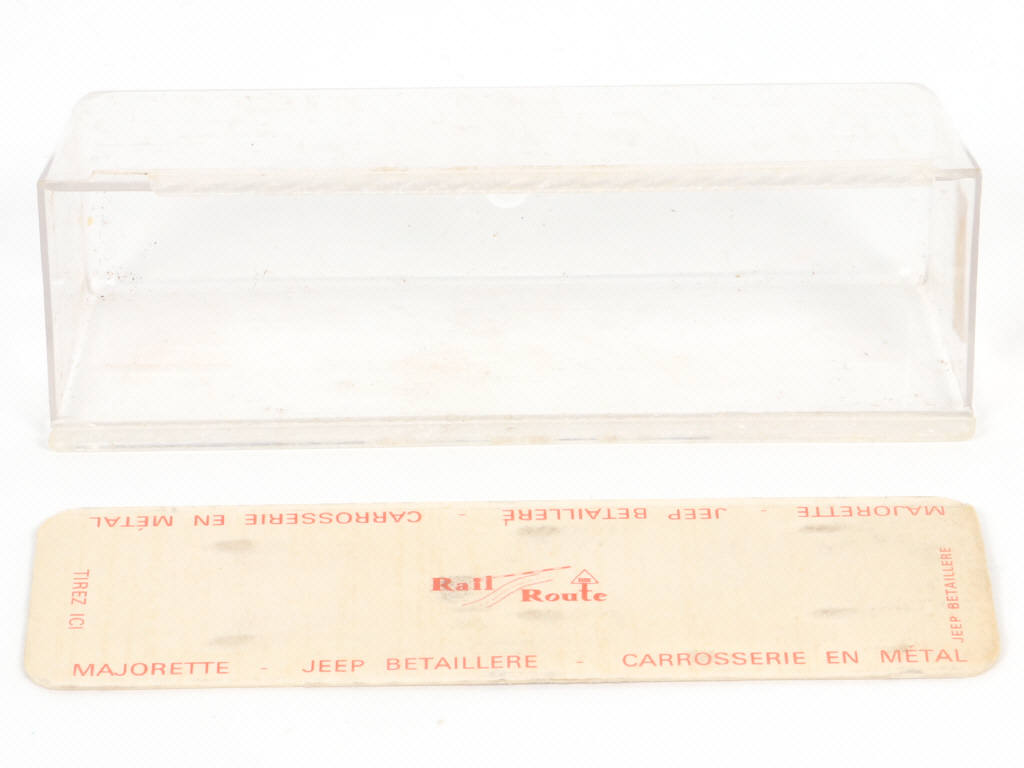 MAJORETTE - JEEP BETAILLERE - CARROSSERIE EN MÉTAL
TIREZ ICI
Rail
Route
JEEP BETAILLERE
MAJORETTE - JEEP BETAILLERE - CARROSSERIE EN MÉTAL